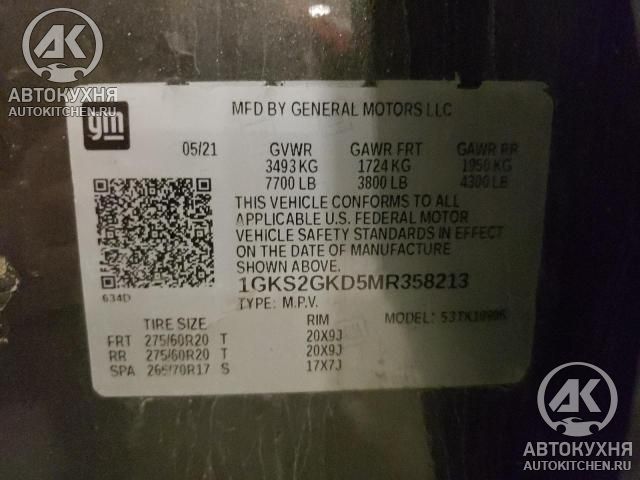 AK
АВТОКУХНЯ
AUTOKITCHEN.RU
gm
MFD BY GENERAL MOTORS LLC
05/21 GVWR GAWR FRT GAWR RR
3493 KG 1724 KG 1950 KG
7700 LB 3800 LB 4300 LB
THIS VEHICLE CONFORMS TO ALL
APPLICABLE U.S. FEDERAL MOTOR
VEHICLE SAFETY STANDARDS IN EFFECT
ON THE DATE OF MANUFACTURE
SHOWN ABOVE.
634D
1GKS2GKD5MR358213
TYPE: M.P.V. MODEL:
TIRE SIZE RIM
FRT 275/60R20 T 20X9J
RR 275/60R20 T 20X9J
SPA 265/70R17 S 17X7J
AK
АВТОКУХНЯ
AUTOKITCHEN.RU